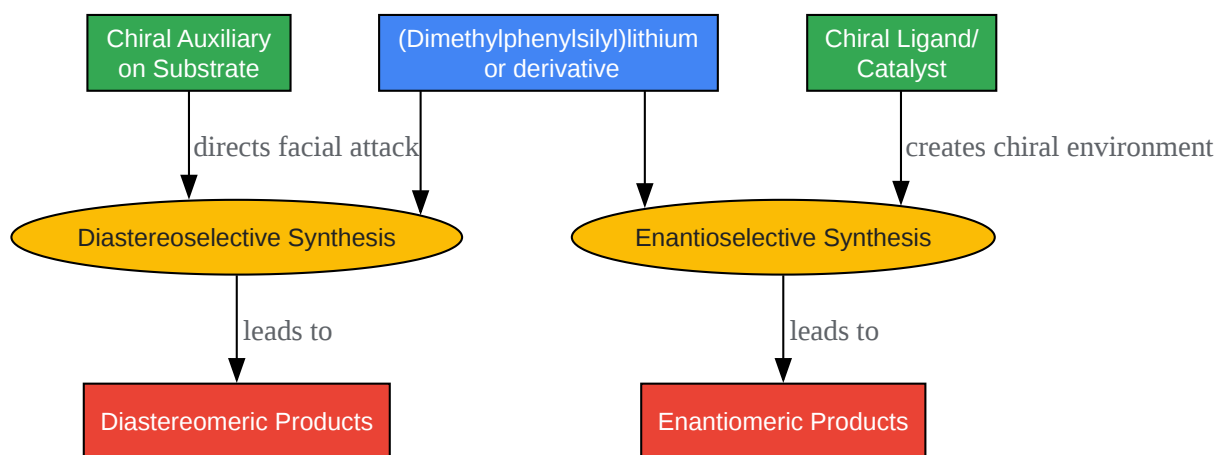 Chiral Auxiliary
on Substrate
(Dimethylphenylsilyl)lithium
or derivative
Chiral Ligand/
Catalyst
directs facial attack
creates chiral environment
Diastereoselective Synthesis
Enantioselective Synthesis
leads to
leads to
Diastereomeric Products
Enantiomeric Products